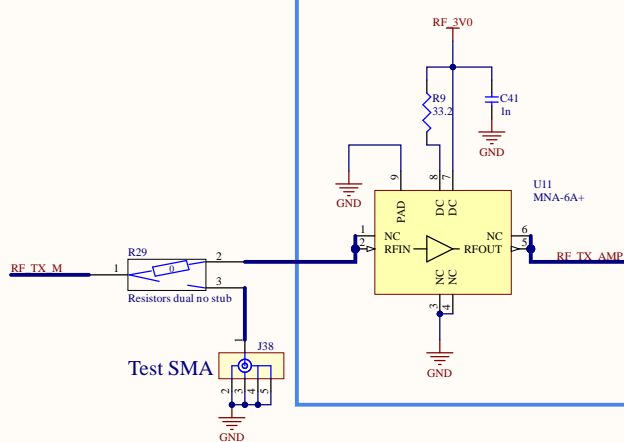 RF_3V0
R9
33.2
C41
1n
GND
GND
9
8
7
U11
MNA-6A+
PAD
DC
DC
1
NC
NC
6
2
RFIN
RFOUT
5
NC
NC
3
4
GND
RF_TX_AMP
R29
RF_TX_M
1
0
2
3
Resistors dual no stub
1
J38
Test SMA
2
3
4
5
GND